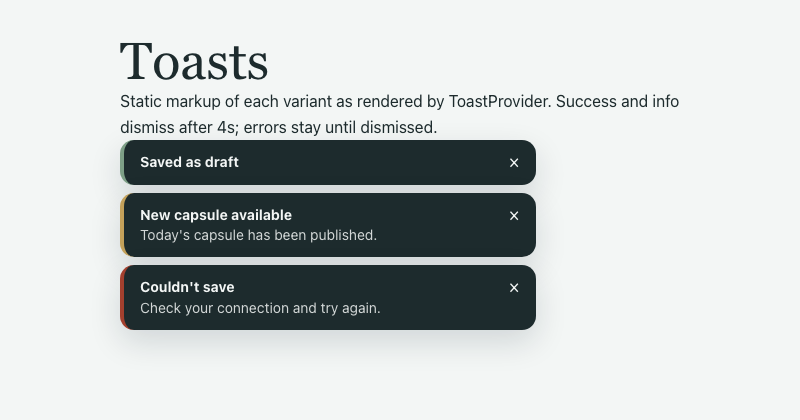 Toasts
Static markup of each variant as rendered by ToastProvider. Success and info
dismiss after 4s; errors stay until dismissed.
Saved as draft ×
New capsule available ×
Today's capsule has been published.
Couldn't save ×
Check your connection and try again.